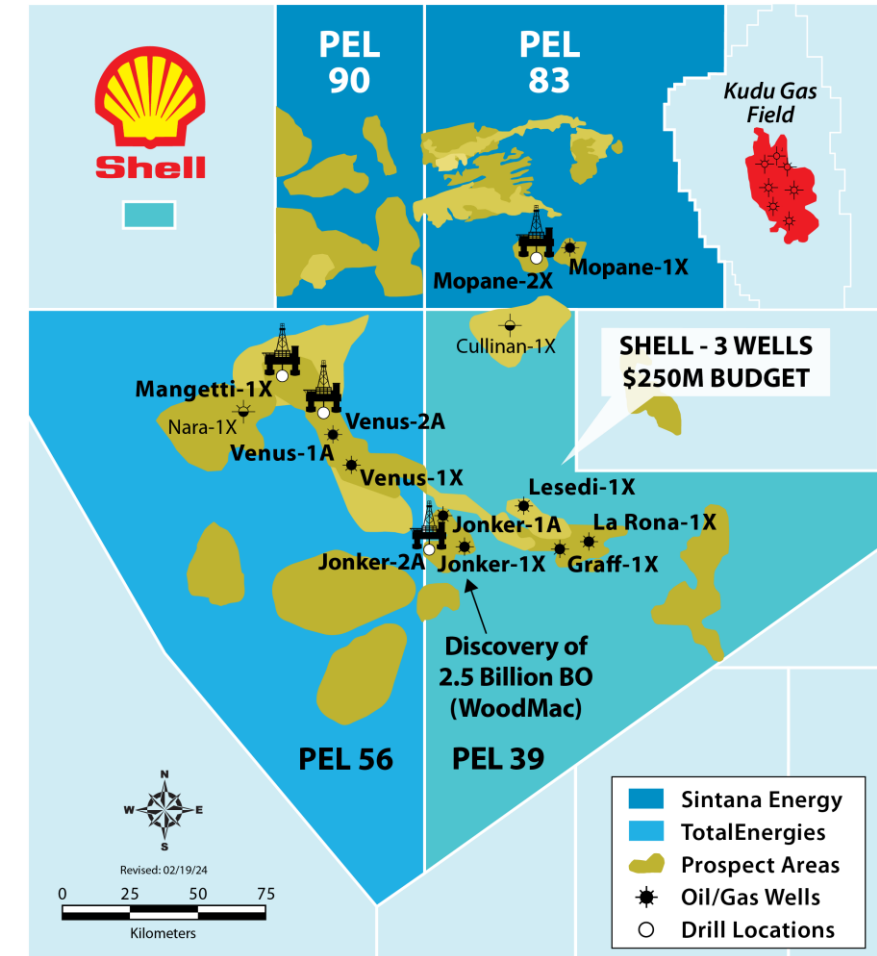 PEL
90
PEL
83
Kudu Gas
Field
Shell
Mopane-2X
Mopane-1X
Cullinan-1X
SHELL - 3 WELLS
$250M BUDGET
Mangetti-1X
Nara-1X
Venus-2A
Venus-1A
Venus-1X
Lesedi-1X
Jonker-1A
La Rona-1X
Jonker-2A
Jonker-1X
Graff-1X
Discovery of
2.5 Billion BO
(WoodMac)
PEL 56
PEL 39
N
W
E
S
Revised: 02/19/24
0 25 50 75
Kilometers
Sintana Energy
TotalEnergies
Prospect Areas
Oil/Gas Wells
Drill Locations